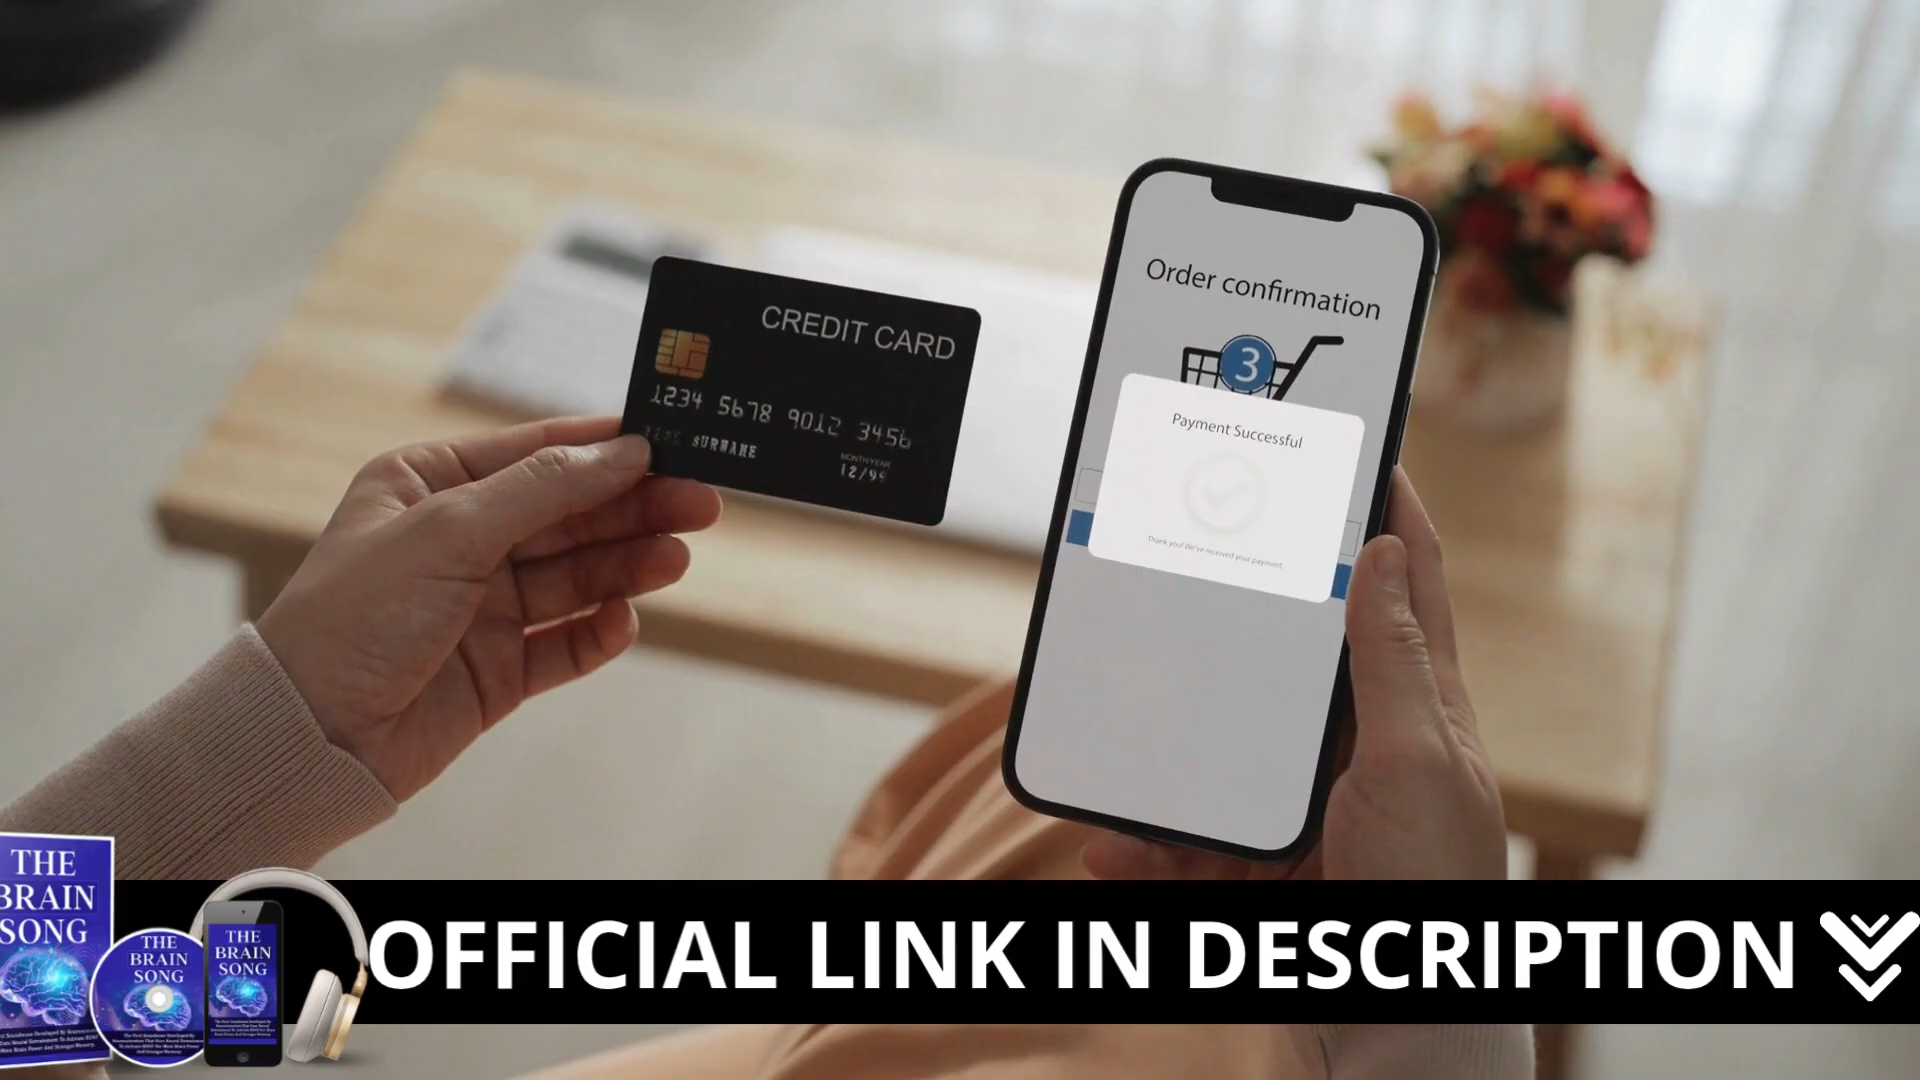 CREDIT CARD
1234 5678 9012 3456
SURNAME
MONTH/YEAR
12/99
Order confirmation
3
Payment Successful
Thank you! We've received your payment.
THE
BRAIN
SONG
THE
BRAIN
SONG
THE
BRAIN
SONG
OFFICIAL LINK IN DESCRIPTION